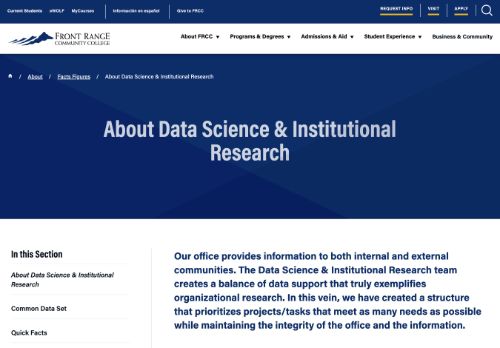 Current Students eWOLF MyCourses Información en español Give to FRCC REQUEST INFO VISIT APPLY
FRONT RANGE
COMMUNITY COLLEGE
About FRCC Programs & Degrees Admissions & Aid Student Experience Business & Community
/ About / Facts Figures / About Data Science & Institutional Research
About Data Science & Institutional
Research
In this Section
About Data Science & Institutional
Research
Common Data Set
Quick Facts
Our office provides information to both internal and external
communities. The Data Science & Institutional Research team
creates a balance of data support that truly exemplifies
organizational research. In this vein, we have created a structure
that prioritizes projects/tasks that meet as many needs as possible
while maintaining the integrity of the office and the information.